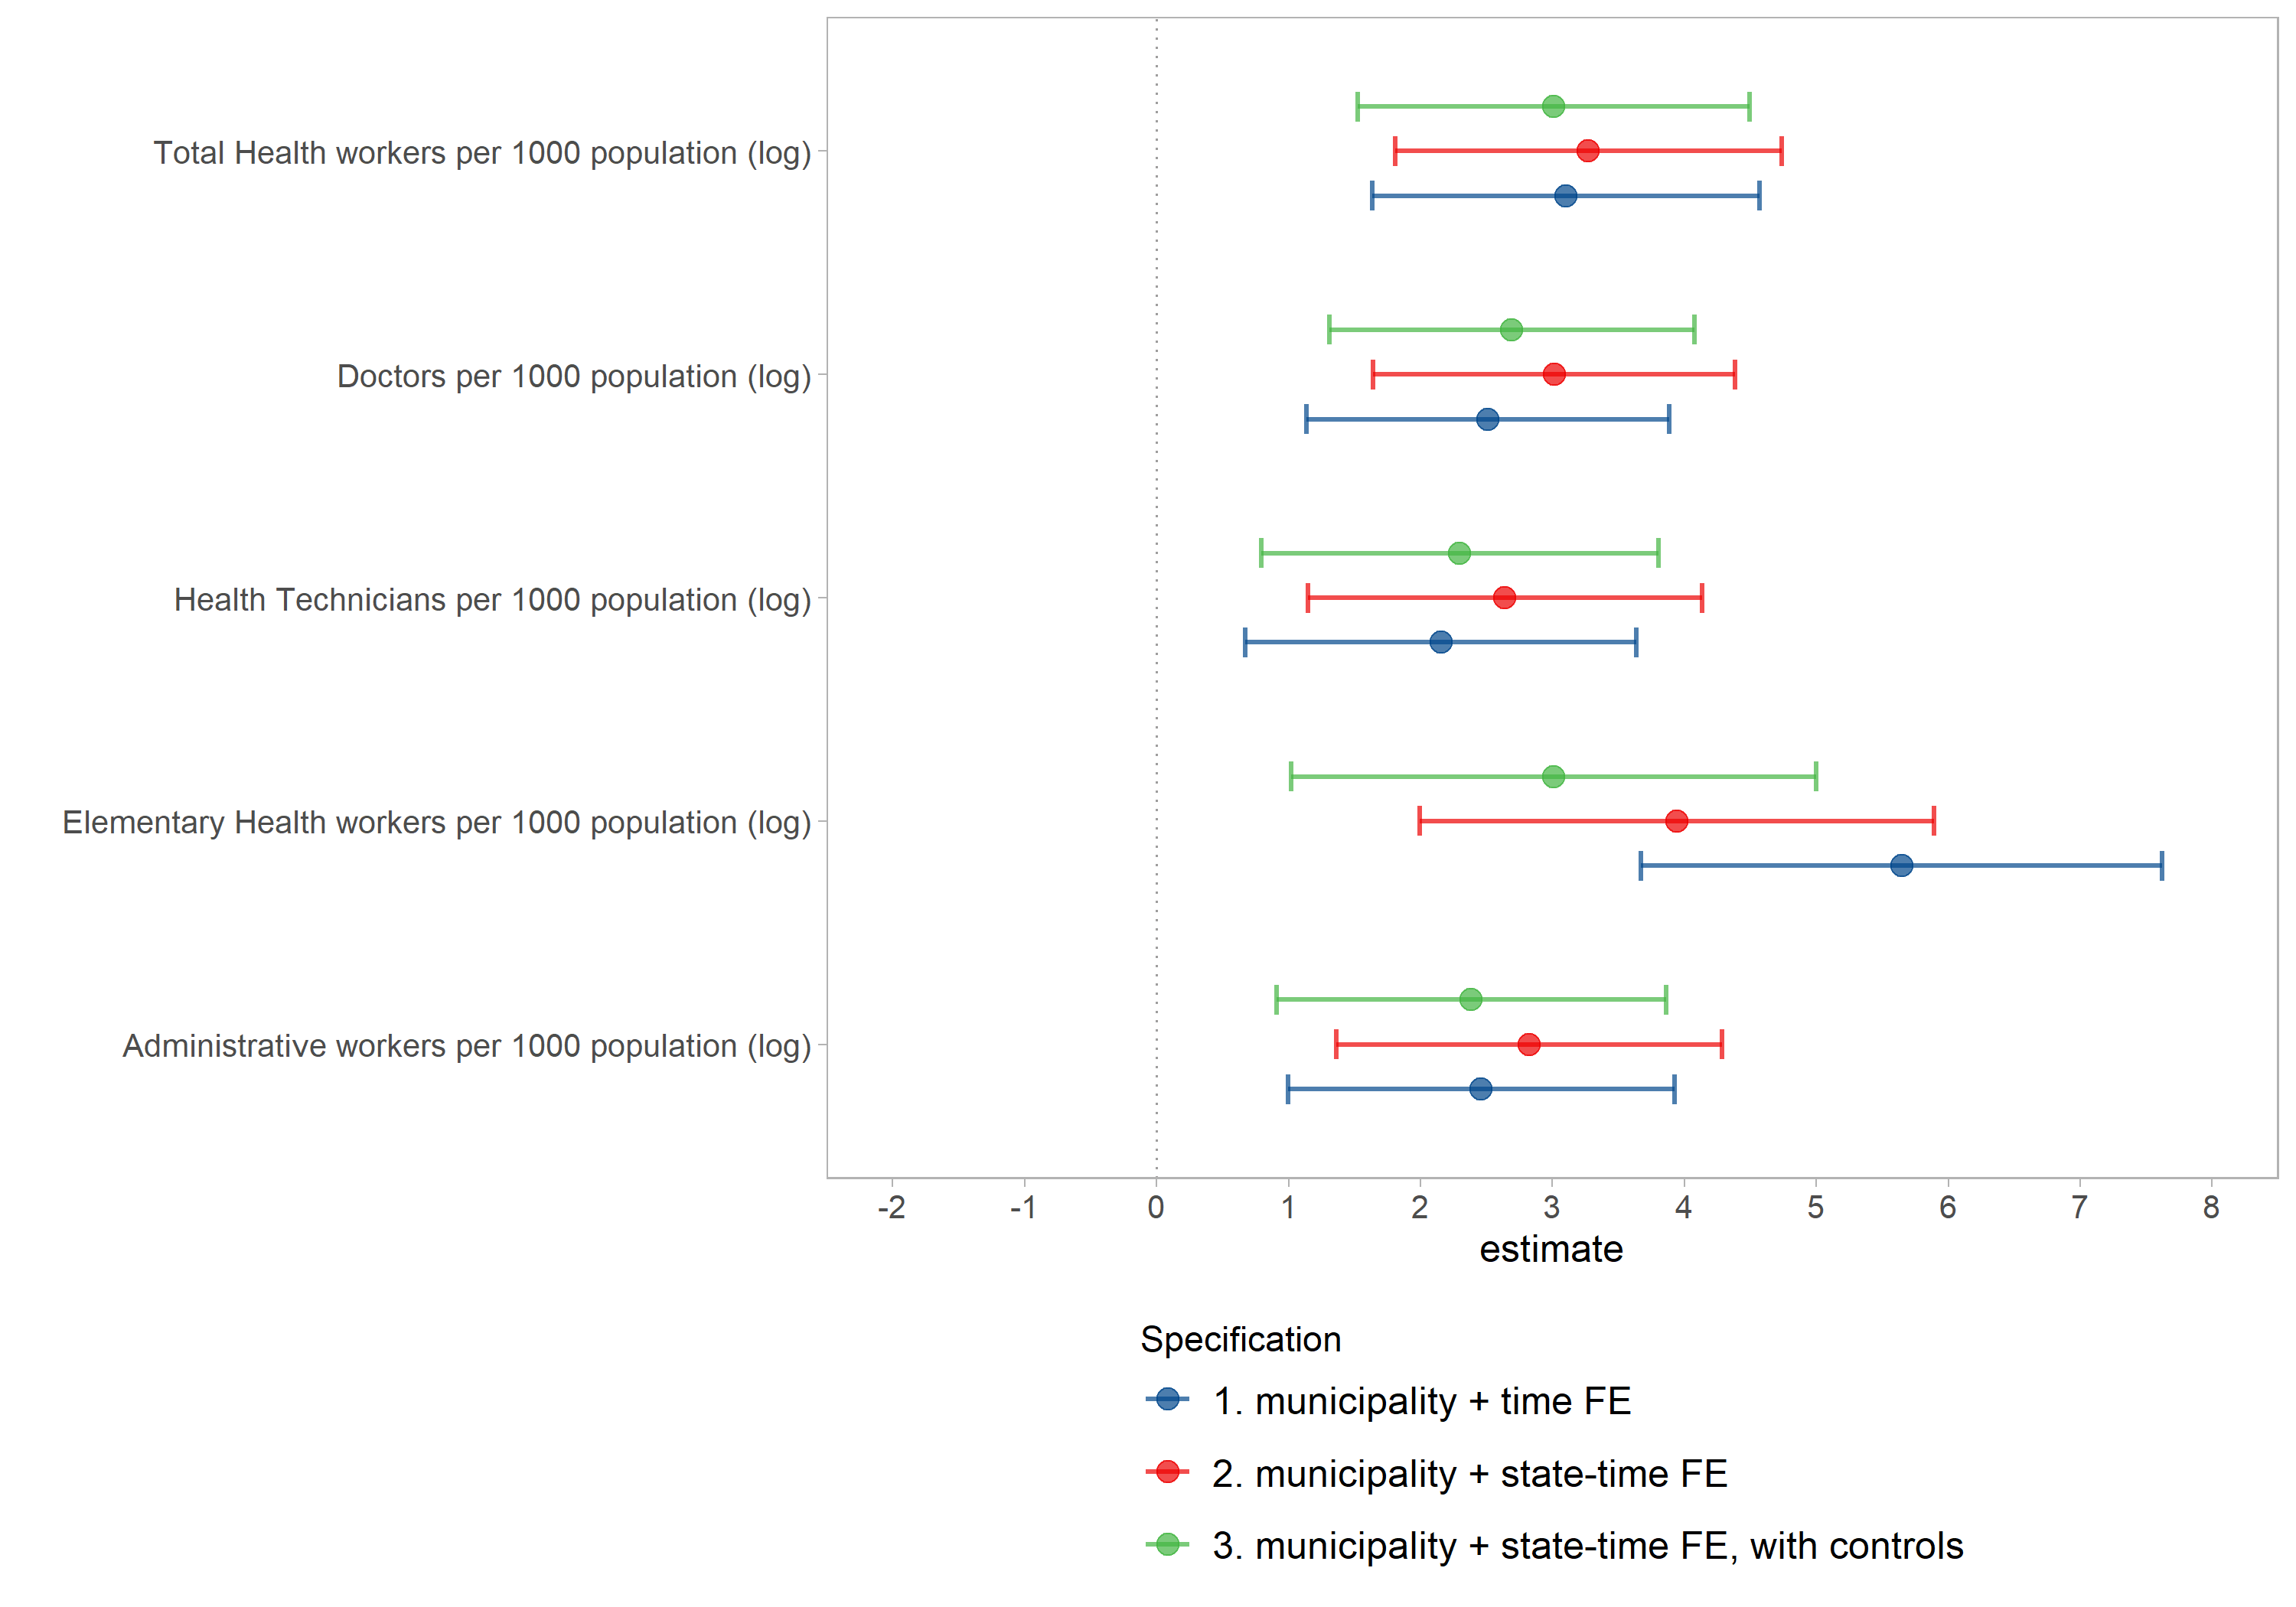 Total Health workers per 1000 population (log)
Doctors per 1000 population (log)
Health Technicians per 1000 population (log)
Elementary Health workers per 1000 population (log)
Administrative workers per 1000 population (log)
-2 -1 0 1 2 3 4 5 6 7 8
estimate
Specification
1. municipality + time FE
2. municipality + state-time FE
3. municipality + state-time FE, with controls